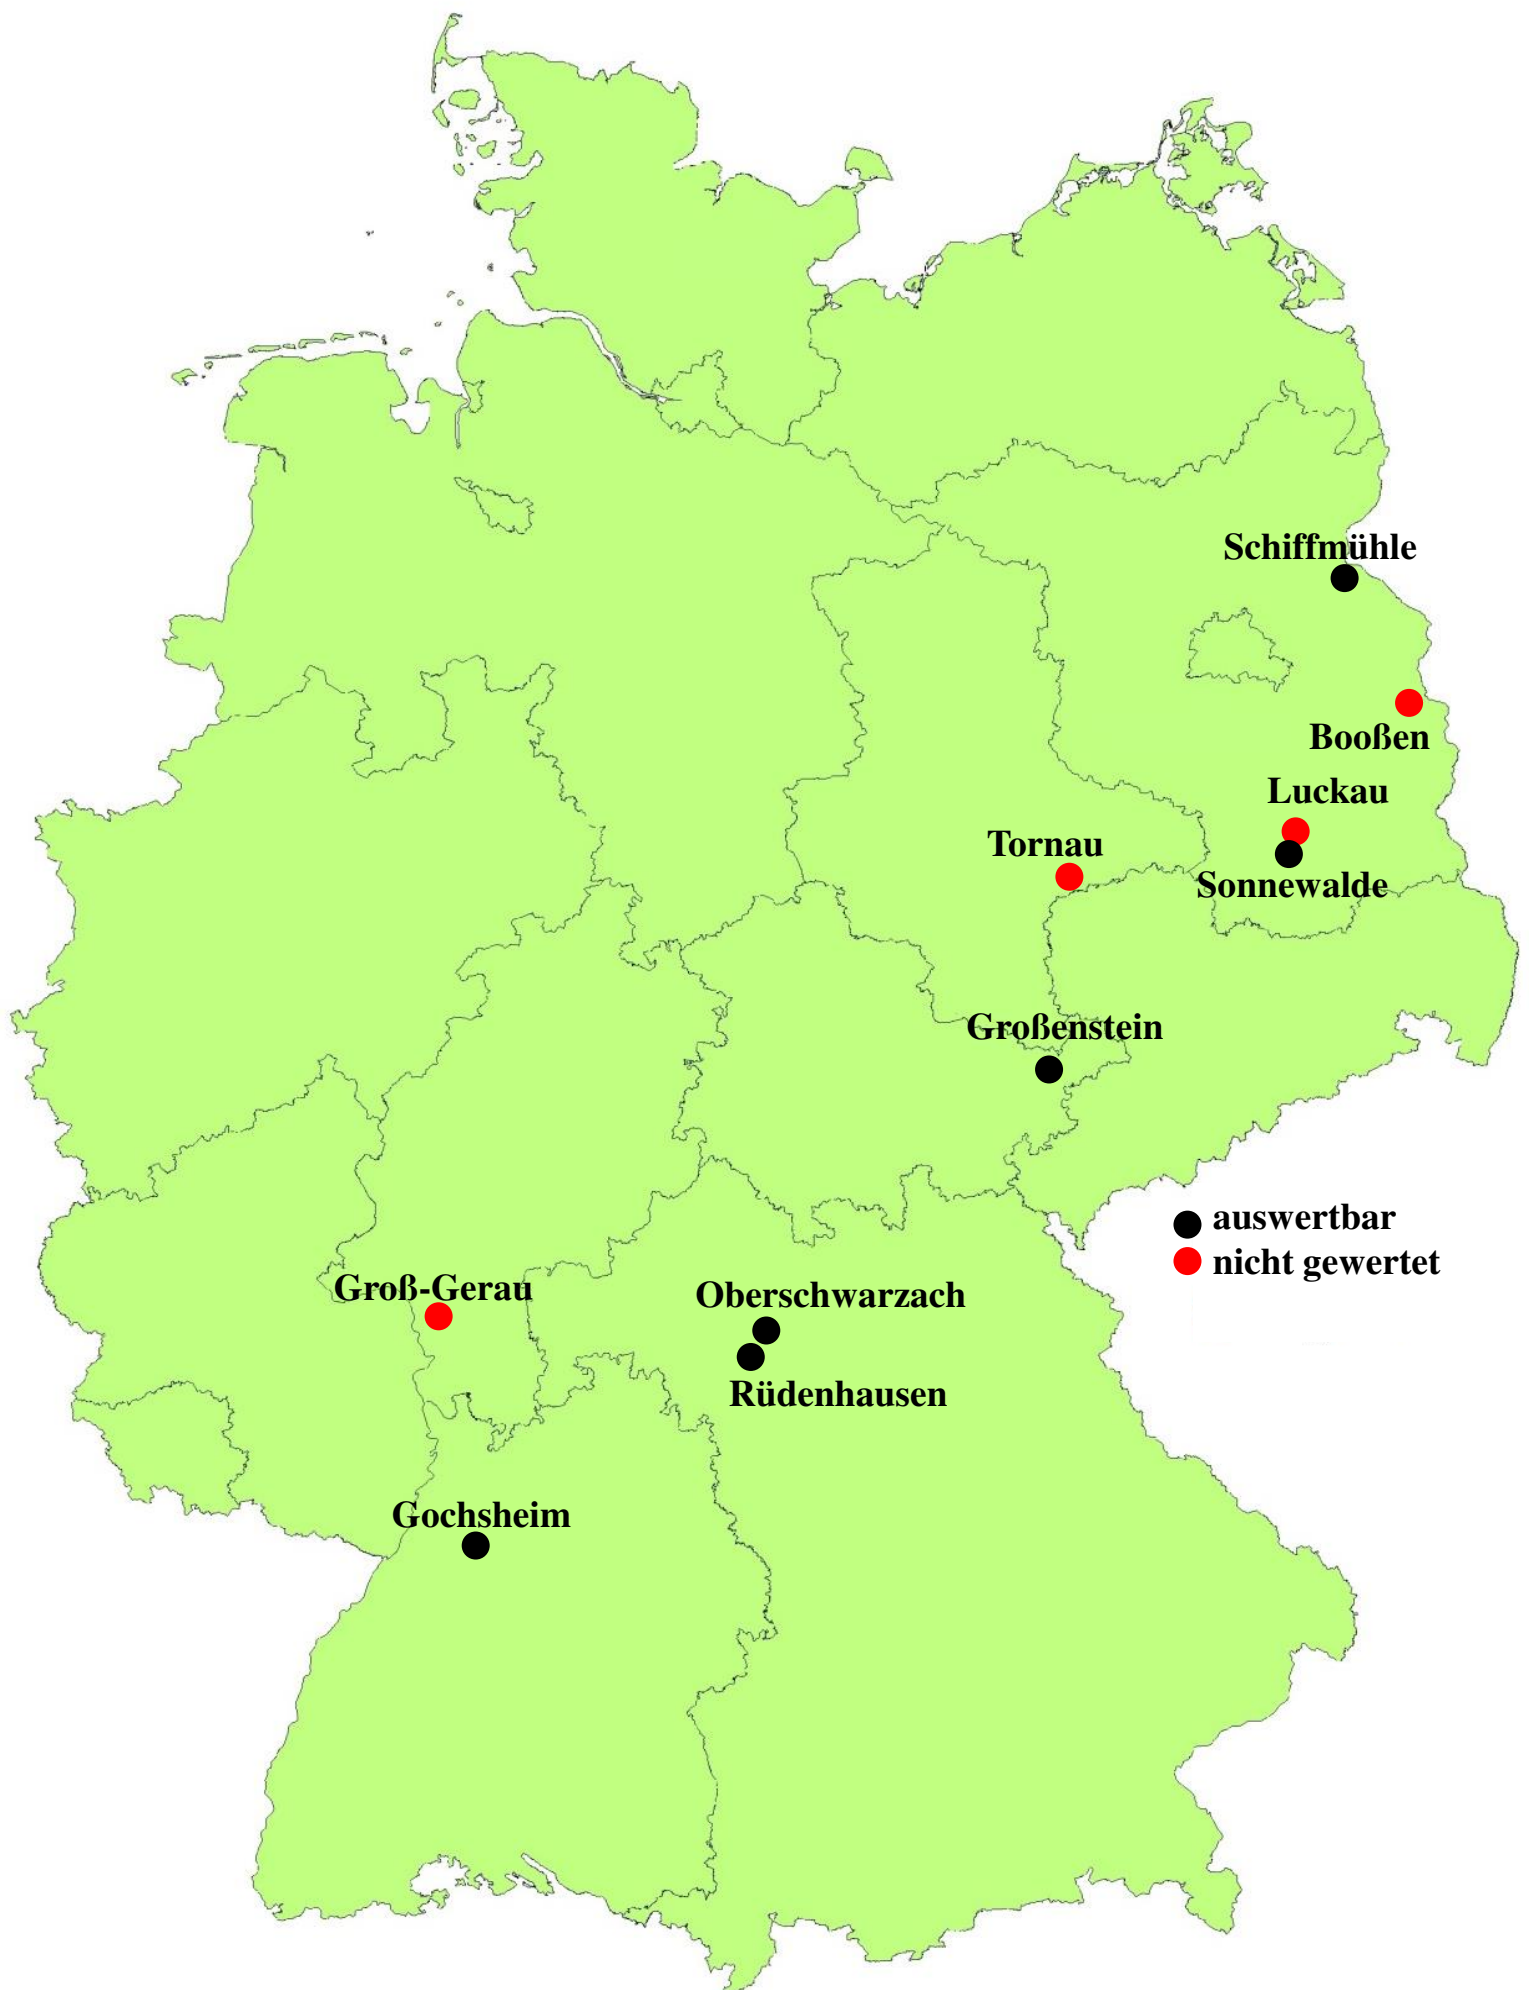 Schiffmühle
Booßen
Luckau
Tornau
Sonnewalde
Großenstein
auswertbar
nicht gewertet
Groß-Gerau
Oberschwarzach
Rüdenhausen
Gochsheim